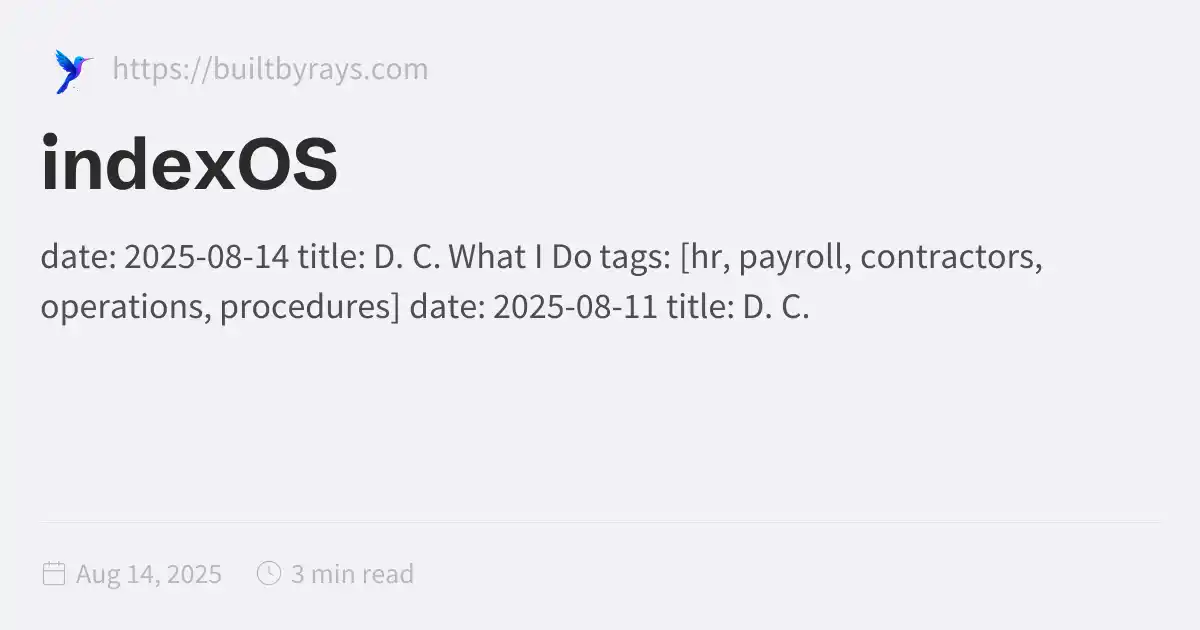 https://builtbyrays.com
indexOS
date: 2025-08-14 title: D. C. What I Do tags: [hr, payroll, contractors,
operations, procedures] date: 2025-08-11 title: D. C.
Aug 14, 2025 3 min read